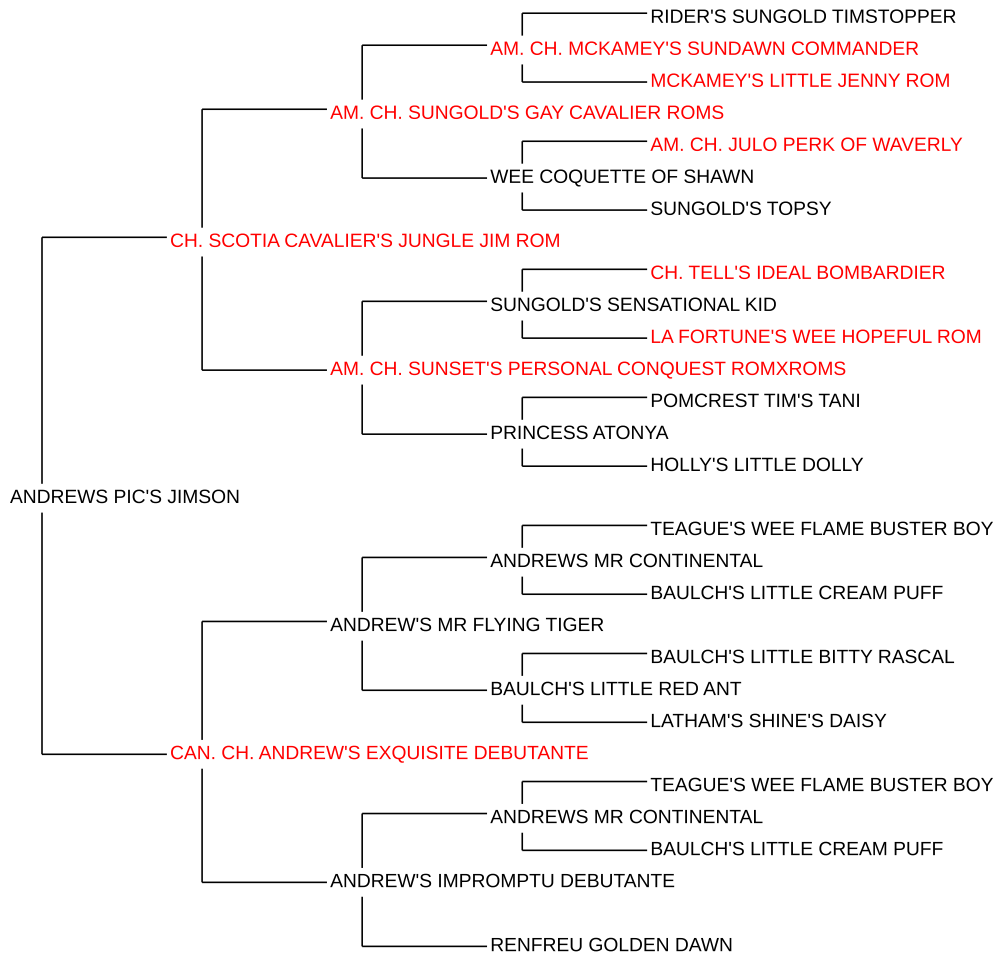 RIDER'S SUNGOLD TIMSTOPPER
AM. CH. MCKAMEY'S SUNDAWN COMMANDER
MCKAMEY'S LITTLE JENNY ROM
AM. CH. SUNGOLD'S GAY CAVALIER ROMS
AM. CH. JULO PERK OF WAVERLY
WEE COQUETTE OF SHAWN
SUNGOLD'S TOPSY
CH. SCOTIA CAVALIER'S JUNGLE JIM ROM
CH. TELL'S IDEAL BOMBARDIER
SUNGOLD'S SENSATIONAL KID
LA FORTUNE'S WEE HOPEFUL ROM
AM. CH. SUNSET'S PERSONAL CONQUEST ROMXROMS
POMCREST TIM'S TANI
PRINCESS ATONYA
HOLLY'S LITTLE DOLLY
ANDREWS PIC'S JIMSON
TEAGUE'S WEE FLAME BUSTER BOY
ANDREWS MR CONTINENTAL
BAULCH'S LITTLE CREAM PUFF
ANDREW'S MR FLYING TIGER
BAULCH'S LITTLE BITTY RASCAL
BAULCH'S LITTLE RED ANT
LATHAM'S SHINE'S DAISY
CAN. CH. ANDREW'S EXQUISITE DEBUTANTE
TEAGUE'S WEE FLAME BUSTER BOY
ANDREWS MR CONTINENTAL
BAULCH'S LITTLE CREAM PUFF
ANDREW'S IMPROMPTU DEBUTANTE
RENFREU GOLDEN DAWN